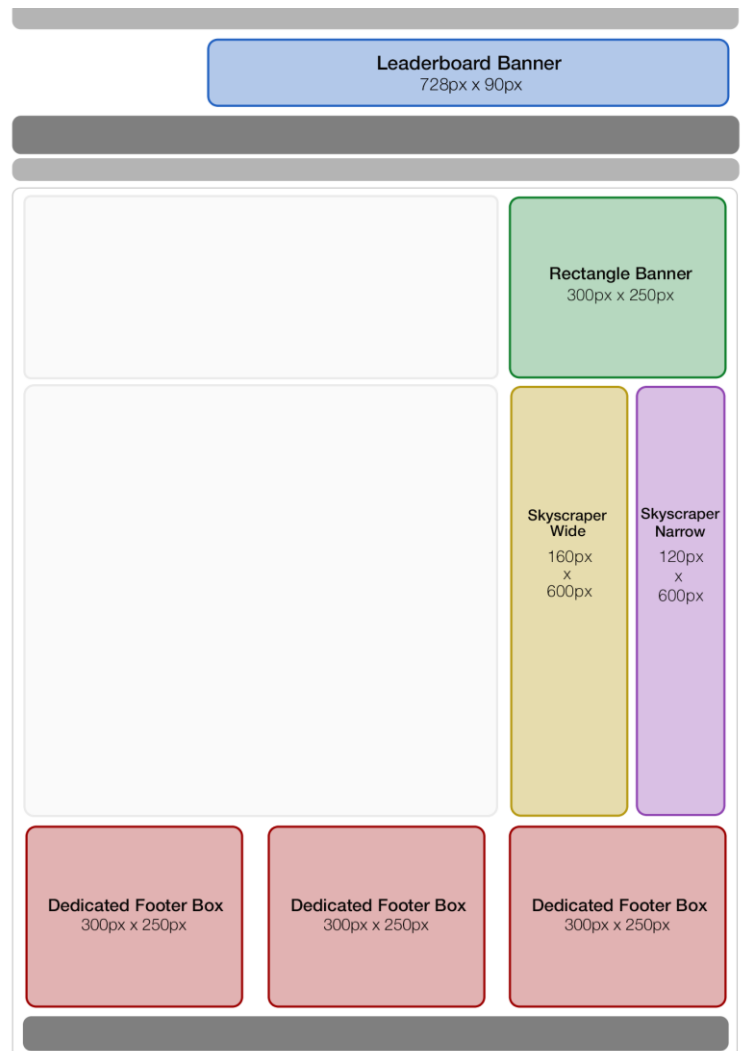 Leaderboard Banner
728px x 90px
Rectangle Banner
300px x 250px
Skyscraper
Wide
160px
x
600px
Skyscraper
Narrow
120px
x
600px
Dedicated Footer Box
300px x 250px
Dedicated Footer Box
300px x 250px
Dedicated Footer Box
300px x 250px